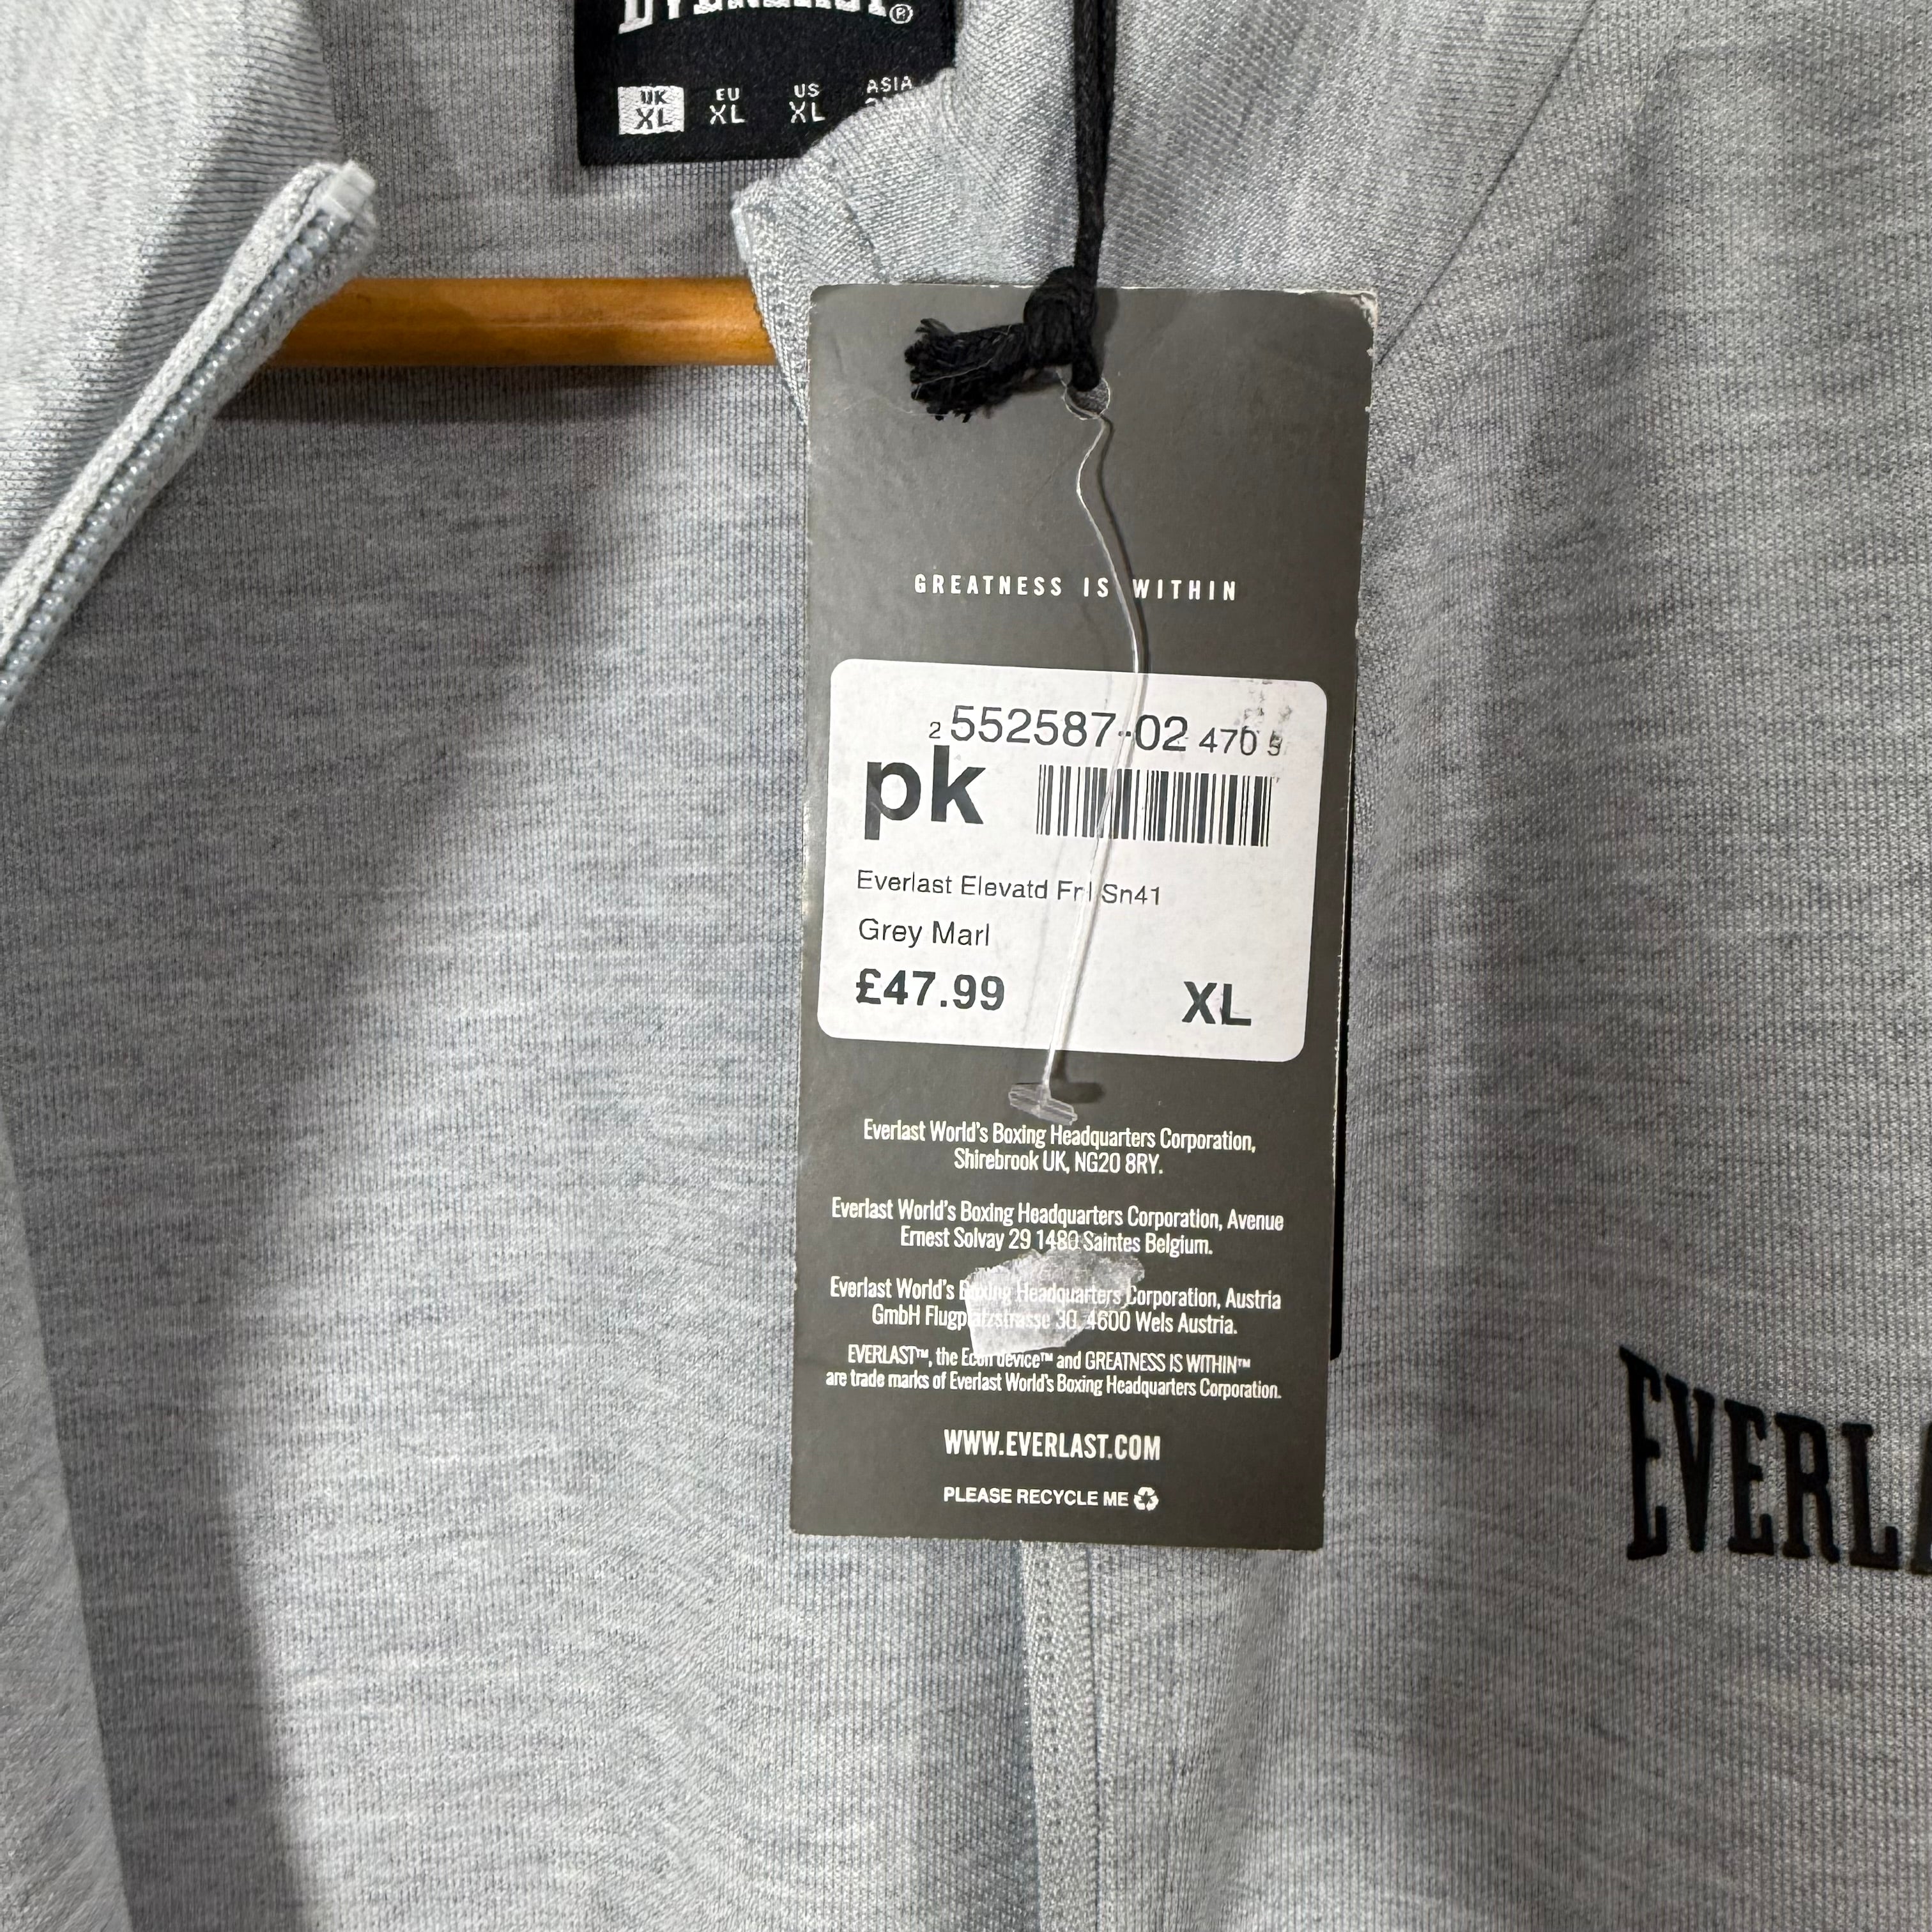 EVERLAST®
UK EU US ASIA
XL XL XL
GREATNESS IS WITHIN
2 552587-02 470 5
pk
Everlast Elevatd Sn41
Grey Marl
£47.99 XL
Everlast World's Boxing Headquarters Corporation,
Shirebrook UK, NG20 8RY.
Everlast World's Boxing Headquarters Corporation, Avenue
Ernest Solvay 29 1480 Saintes Belgium.
Everlast World's Boxing Headquarters Corporation, Austria
GmbH Flugplatzstrasse 30, 4600 Wels Austria.
EVERLAST™, the Econ device™ and GREATNESS IS WITHIN™
are trade marks of Everlast World's Boxing Headquarters Corporation.
WWW.EVERLAST.COM
PLEASE RECYCLE ME
EVERLA